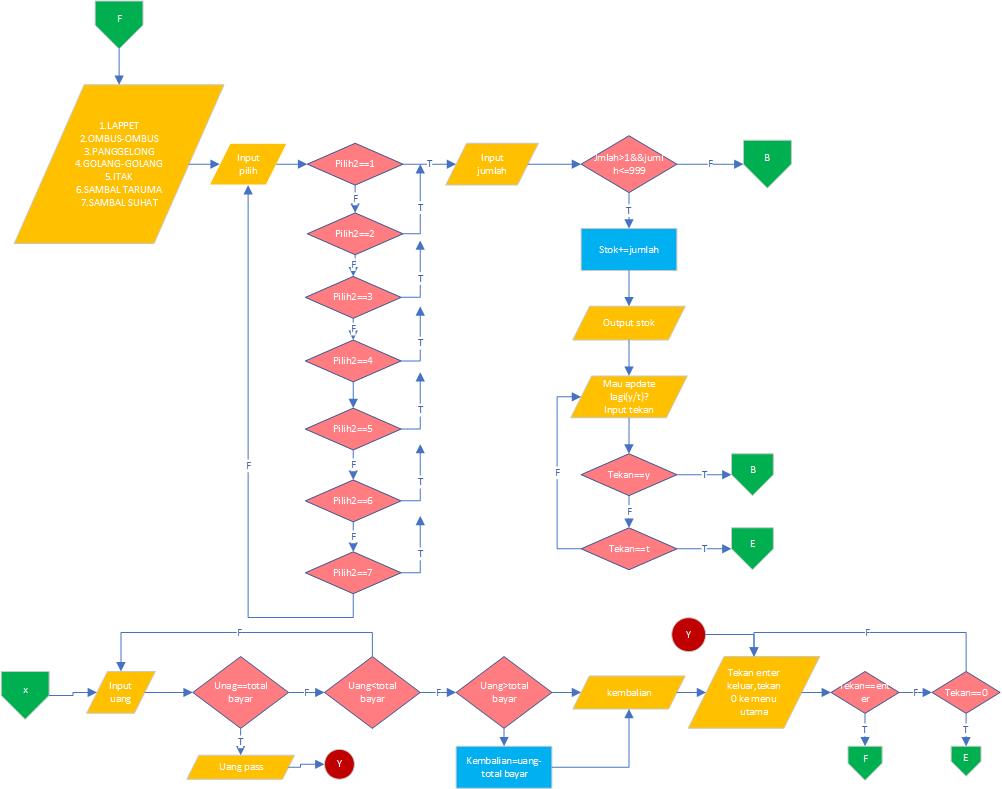 F
1.LAPPET
2.OMBUS-OMBUS
3.PANGGELONG
4.GOLANG-GOLANG
5.ITAK
6.SAMBAL TARUMA
7.SAMBAL SUHAT
Input
pilih
Pilih2==1
T
Input
jumlah
Jmlah>1&&juml
h<=999
F
B
F
T
T
Pilih2==2
Stok+=jumlah
F
T
Pilih2==3
Output stok
F
T
Pilih2==4
Mau apdate
lagi(y/t)?
Input tekan
T
Pilih2==5
F
F
F
T
Pilih2==6
Tekan==y
T
B
F
F
T
Pilih2==7
Tekan==t
T
E
F
Y
F
x
Input
uang
Unag==total
bayar
F
Uang<total
bayar
F
Uang>total
bayar
kembalian
Tekan enter
keluar,tekan
0 ke menu
utama
Tekan==ent
er
F
Tekan==0
T
T
T
Uang pass
Y
Kembalian=uang-
total bayar
F
E